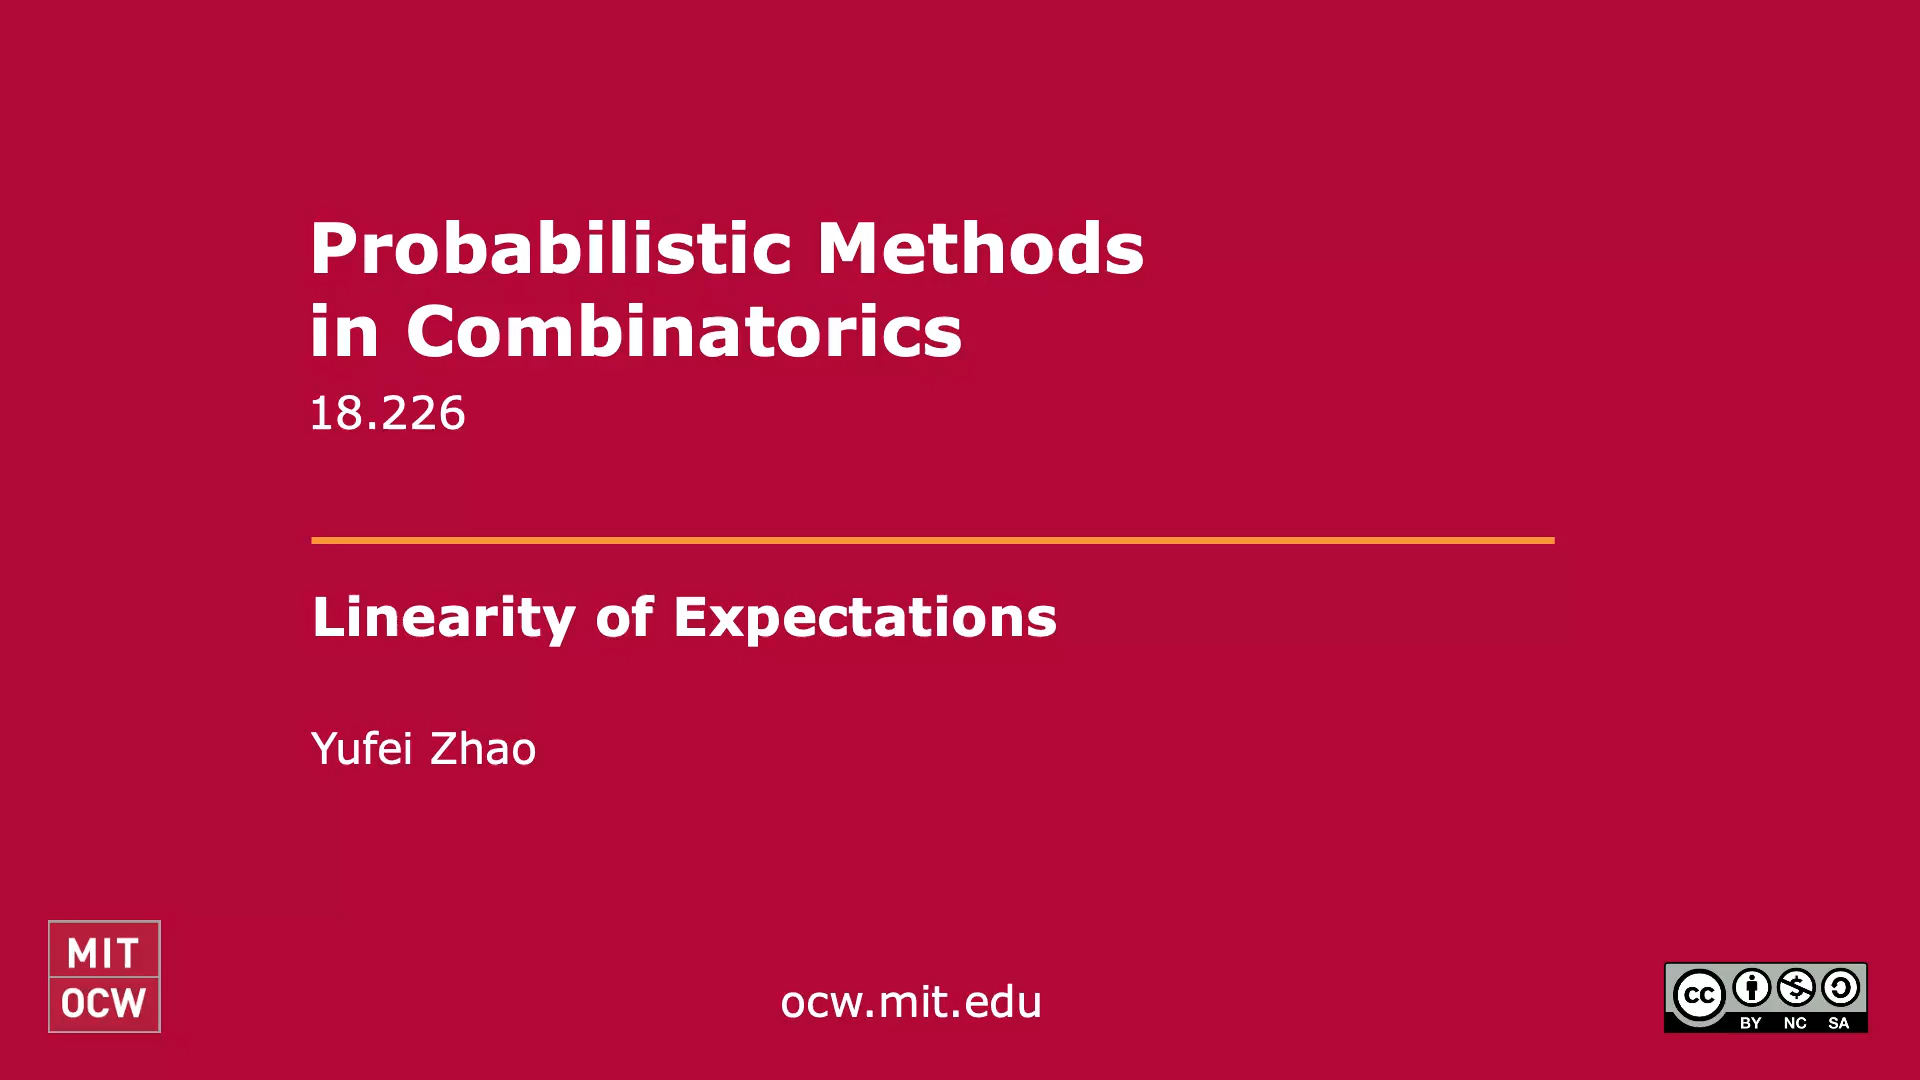 Probabilistic Methods
in Combinatorics
18.226
Linearity of Expectations
Yufei Zhao
MIT
OCW
ocw.mit.edu
cc
BY NC SA